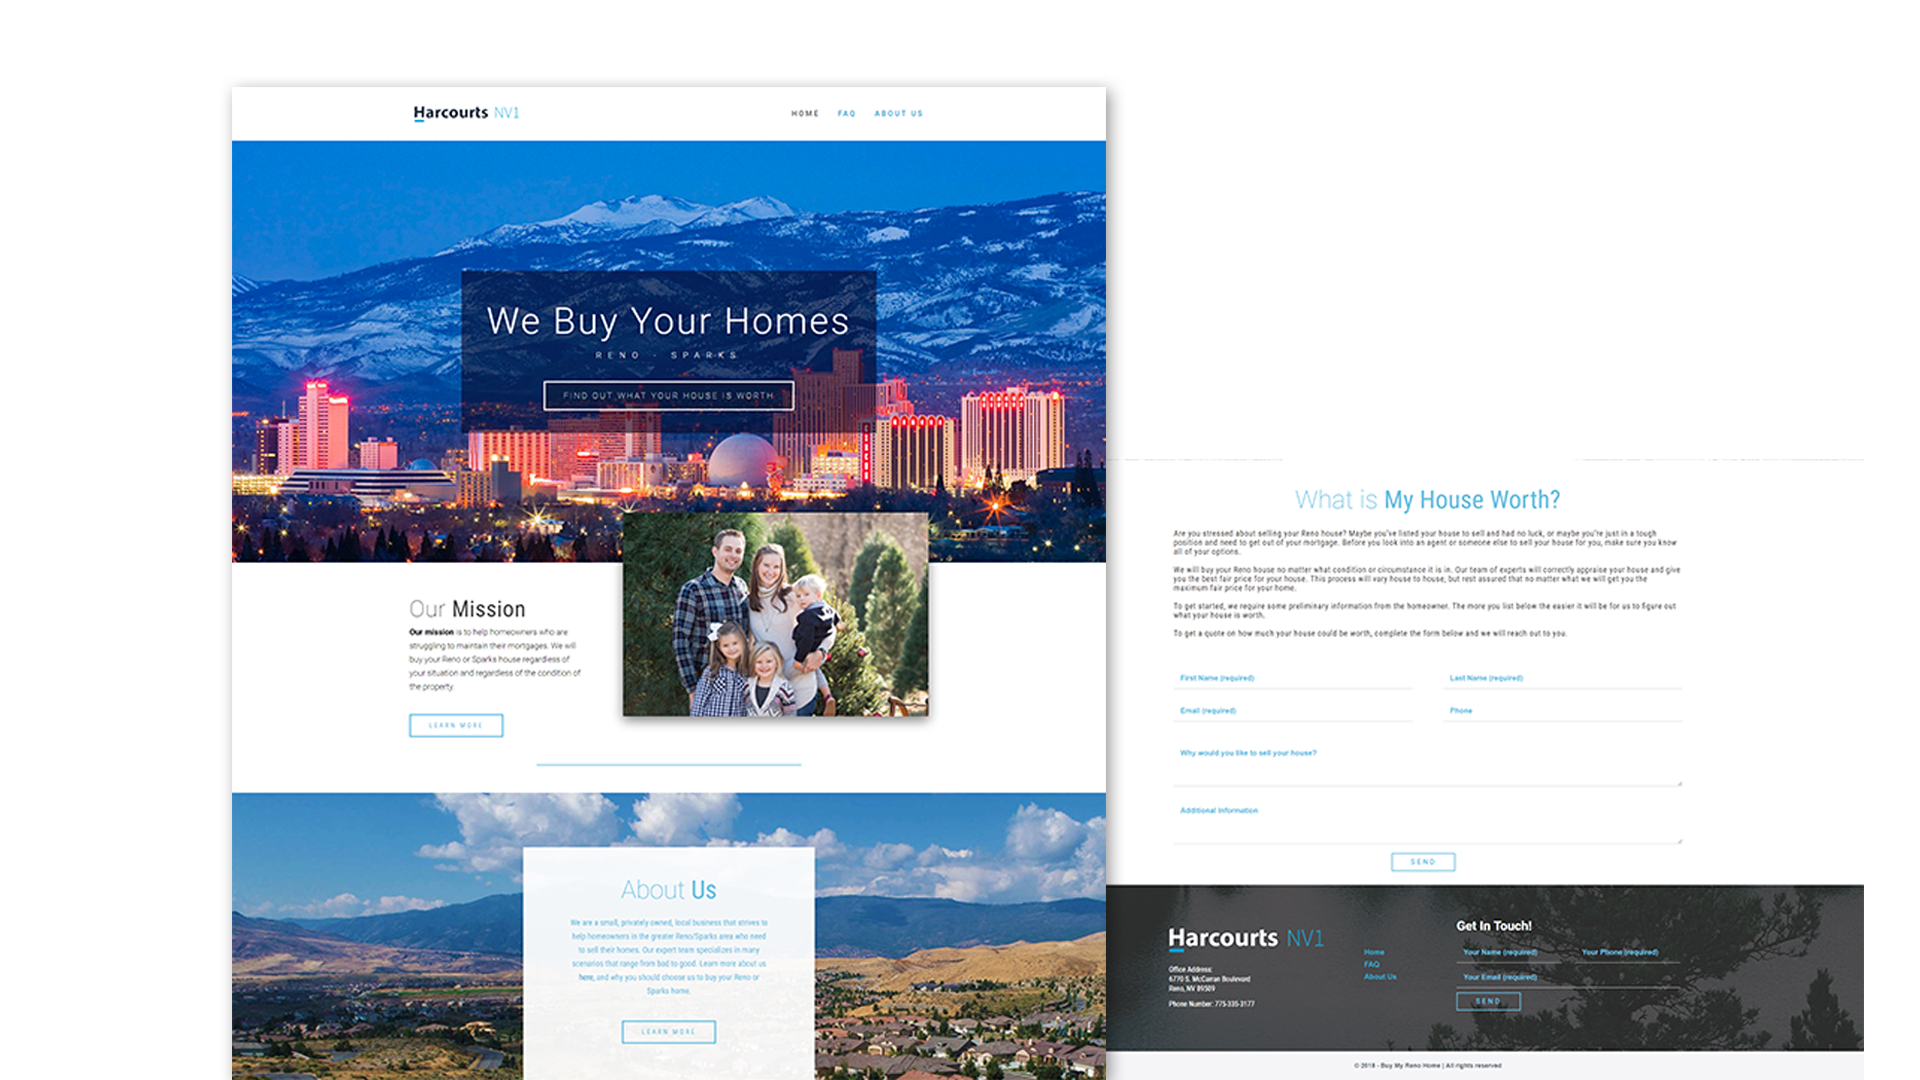 Harcourts NV1
HOME FAQ ABOUT US
We Buy Your Homes
RENO · SPARKS
FIND OUT WHAT YOUR HOUSE IS WORTH
Our Mission
Our mission is to help homeowners who are
struggling to maintain their mortgages. We will
buy your Reno or Sparks house regardless of
your situation and regardless of the condition of
the property.
LEARN MORE
About Us
We are a small, privately owned, local business that strives to
help homeowners in the greater Reno/Sparks area who need
to sell their homes. Our expert team specializes in many
scenarios that range from bad to good. Learn more about us
here, and why you should choose us to buy your Reno or
Sparks home.
LEARN MORE
What is My House Worth?
Are you stressed about selling your Reno house? Maybe you've listed your house to sell and had no luck, or maybe you're just in a tough
position and need to get out of your mortgage. Before you look into an agent or someone else to sell your house for you, make sure you know
all of your options.
We will buy your Reno house no matter what condition or circumstance it is in. Our team of experts will correctly appraise your house and give
you the best fair price for your house. This process will vary house to house, but rest assured that no matter what we will get you the
maximum fair price for your home.
To get started, we require some preliminary information from the homeowner. The more you list below the easier it will be for us to figure out
what your house is worth.
To get a quote on how much your house could be worth, complete the form below and we will reach out to you.
First Name (required) Last Name (required)
Email (required) Phone
Why would you like to sell your house?
Additional Information
SEND
Harcourts NV1
Office Address:
6770 S. McCarran Boulevard
Reno, NV 89509
Phone Number: 775-335-3177
Home
FAQ
About Us
Get In Touch!
Your Name (required) Your Phone (required)
Your Email (required)
SEND
© 2018 - Buy My Reno Home | All rights reserved